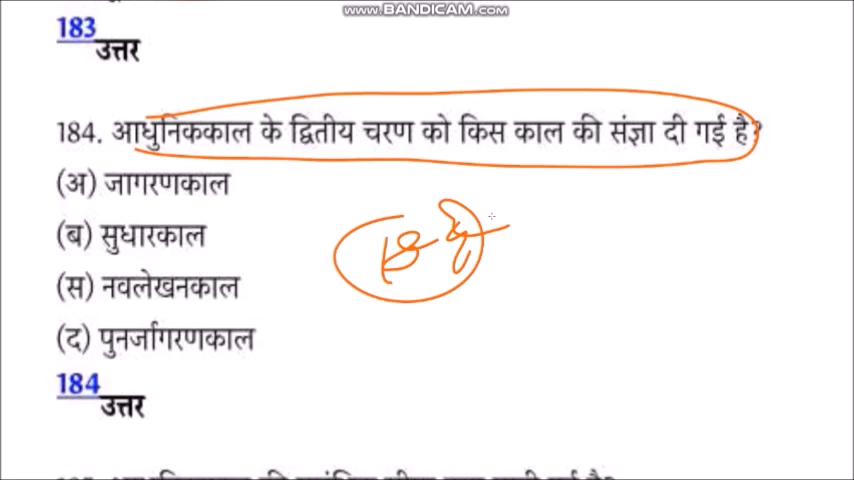 www.BANDICAM.com
183
उत्तर
184. आधुनिककाल के द्वितीय चरण को किस काल की संज्ञा दी गई है?
(अ) जागरणकाल
(ब) सुधारकाल
(स) नवलेखनकाल
(द) पुनर्जागरणकाल
184
उत्तर